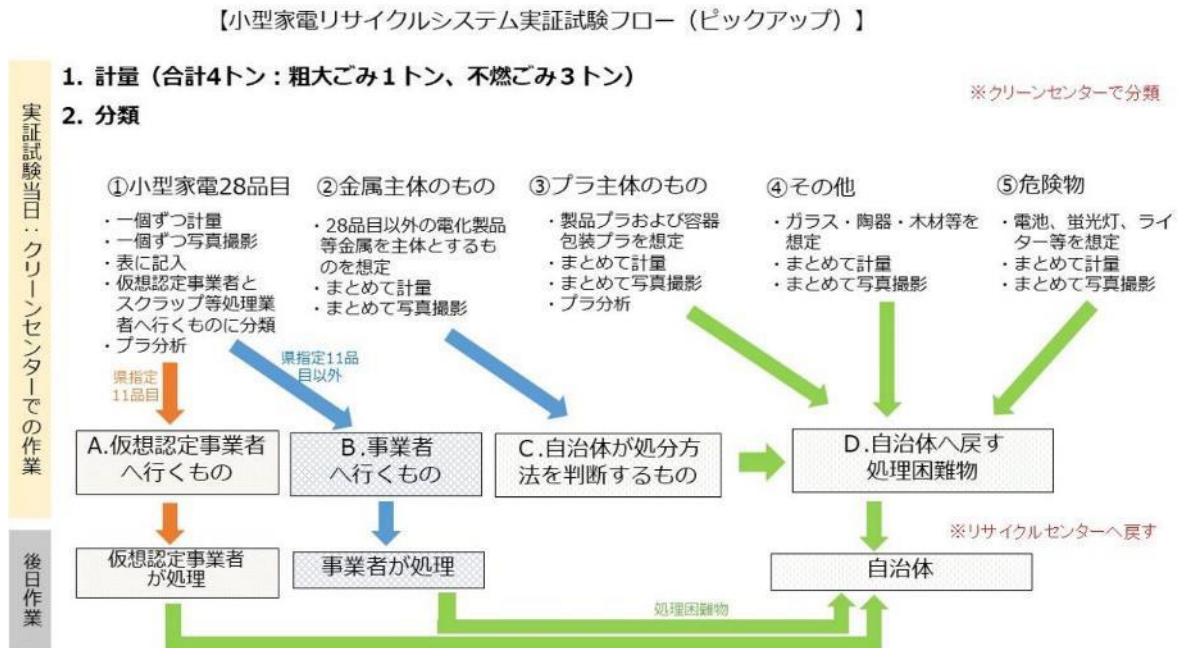 【小型家電リサイクルシステム実証試験フロー（ピックアップ）】
1. 計量（合計4トン：粗大ごみ１トン、不燃ごみ３トン）
※クリーンセンターで分類
2. 分類
実証試験当日：クリーンセンターでの作業
①小型家電28品目
・一個ずつ計量
・一個ずつ写真撮影
・表に記入
・仮想認定事業者と
スクラップ等処理業
者へ行くものに分類
・プラ分析
②金属主体のもの
・28品目以外の電化製品
等金属を主体とするも
のを想定
・まとめて計量
・まとめて写真撮影
③プラ主体のもの
・製品プラおよび容器
包装プラを想定
・まとめて計量
・まとめて写真撮影
・プラ分析
④その他
・ガラス・陶器・木材等を
想定
・まとめて計量
・まとめて写真撮影
⑤危険物
・電池、蛍光灯、ライ
ター等を想定
・まとめて計量
・まとめて写真撮影
県指定
11品目
県指定11品
目以外
A.仮想認定事業者
へ行くもの
B.事業者
へ行くもの
C.自治体が処分方
法を判断するもの
D.自治体へ戻す
処理困難物
※リサイクルセンターへ戻す
後日作業
仮想認定事業者
が処理
事業者が処理
自治体
処理困難物